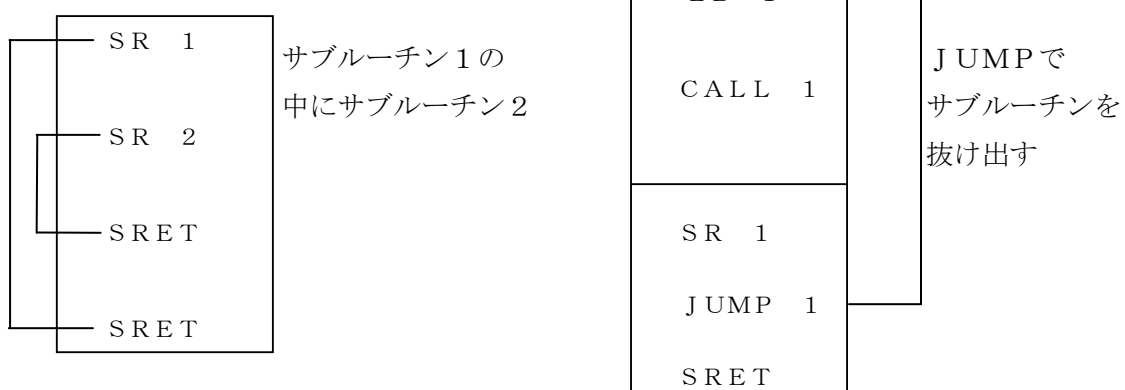 ＳＲ　１
サブルーチン１の
中にサブルーチン２
ＳＲ　２
ＳＲＥＴ
ＳＲＥＴ
ＣＡＬＬ　１
ＳＲ　１
ＪＵＭＰ　１
ＳＲＥＴ
ＪＵＭＰで
サブルーチンを
抜け出す